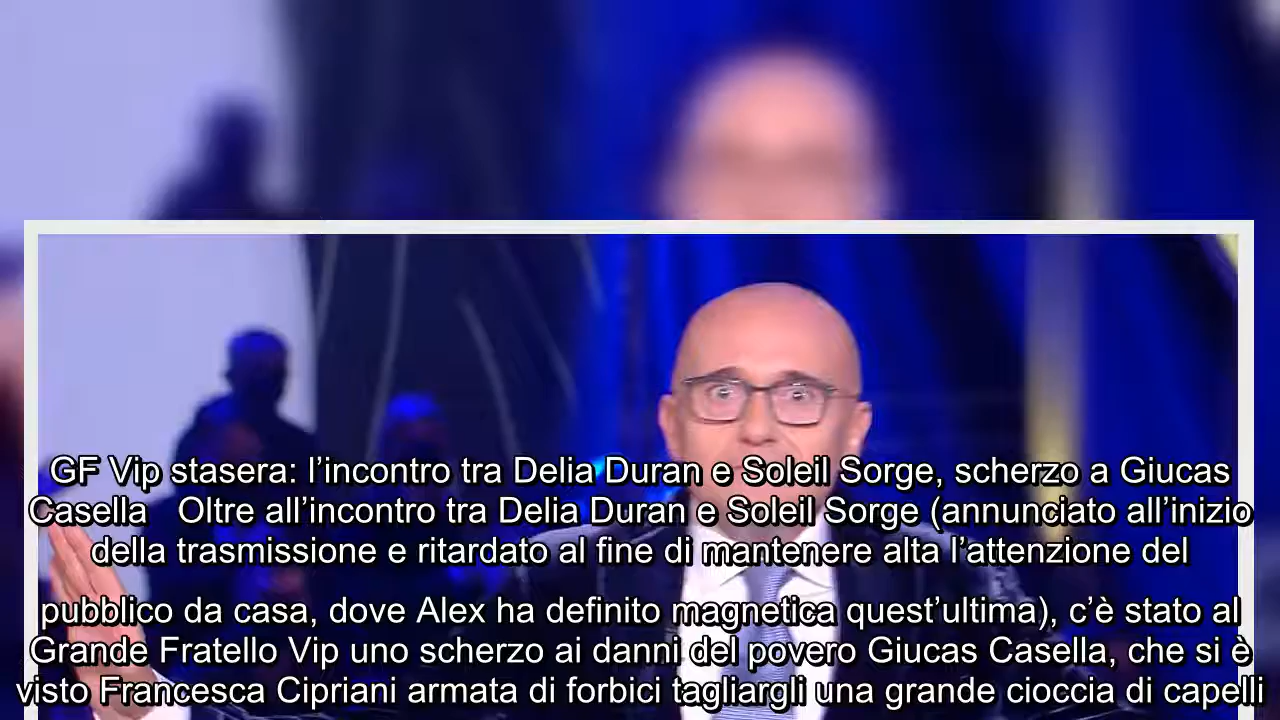 GF Vip stasera: l’incontro tra Delia Duran e Soleil Sorge, scherzo a Giucas
Casella   Oltre all’incontro tra Delia Duran e Soleil Sorge (annunciato all’inizio
della trasmissione e ritardato al fine di mantenere alta l’attenzione del
pubblico da casa, dove Alex ha definito magnetica quest’ultima), c’è stato al
Grande Fratello Vip uno scherzo ai danni del povero Giucas Casella, che si è
visto Francesca Cipriani armata di forbici tagliargli una grande cioccia di capelli